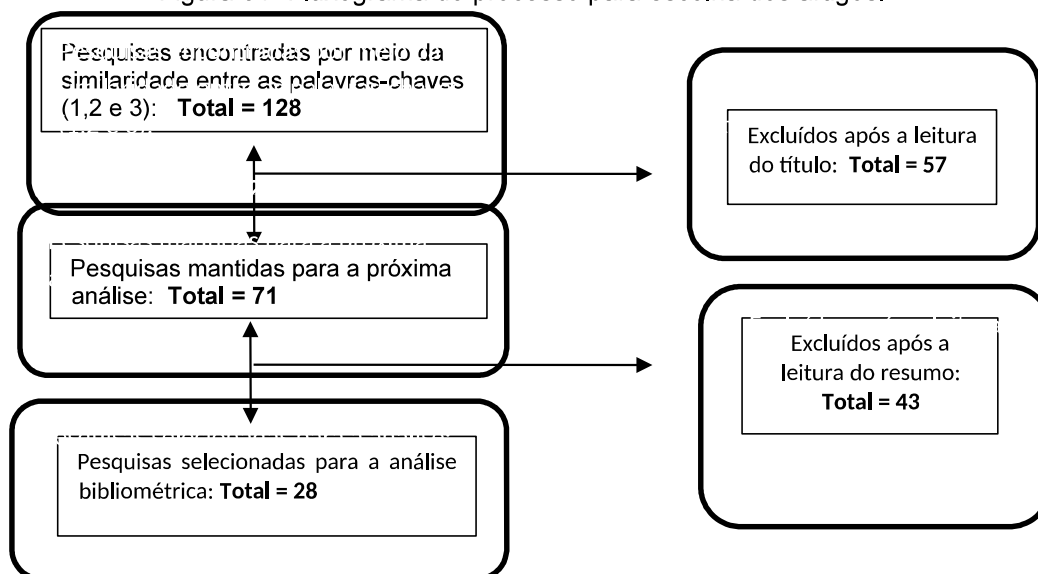 Pesquisas encontradas por meio da
similaridade entre as palavras-chaves
(1,2 e 3): Total = 128
Excluídos após a leitura
do título: Total = 57
Pesquisas mantidas para a próxima
análise: Total = 71
Excluídos após a
leitura do resumo:
Total = 43
Pesquisas selecionadas para a análise
bibliométrica: Total = 28